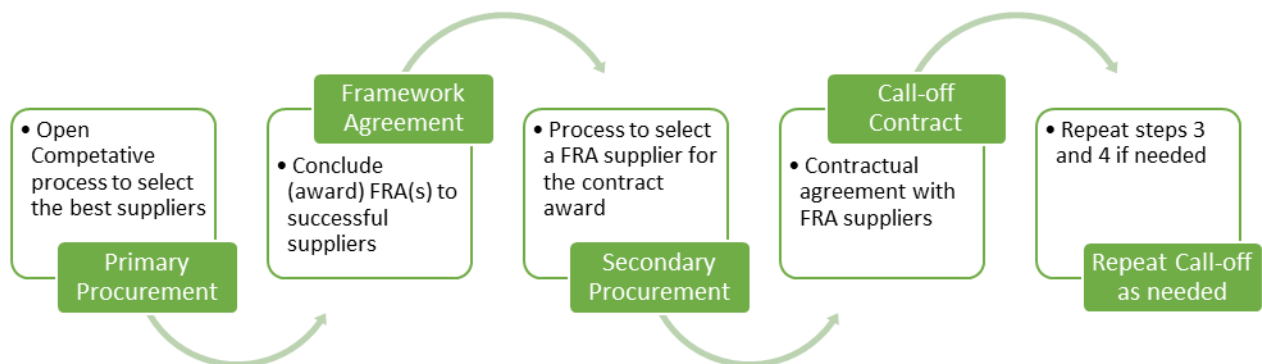 • Open
Competative
process to select
the best suppliers
Primary
Procurement
Framework
Agreement
• Conclude
(award) FRA(s) to
successful
suppliers
• Process to select
a FRA supplier for
the contract
award
Secondary
Procurement
Call-off
Contract
• Contractual
agreement with
FRA suppliers
• Repeat steps 3
and 4 if needed
Repeat Call-off
as needed